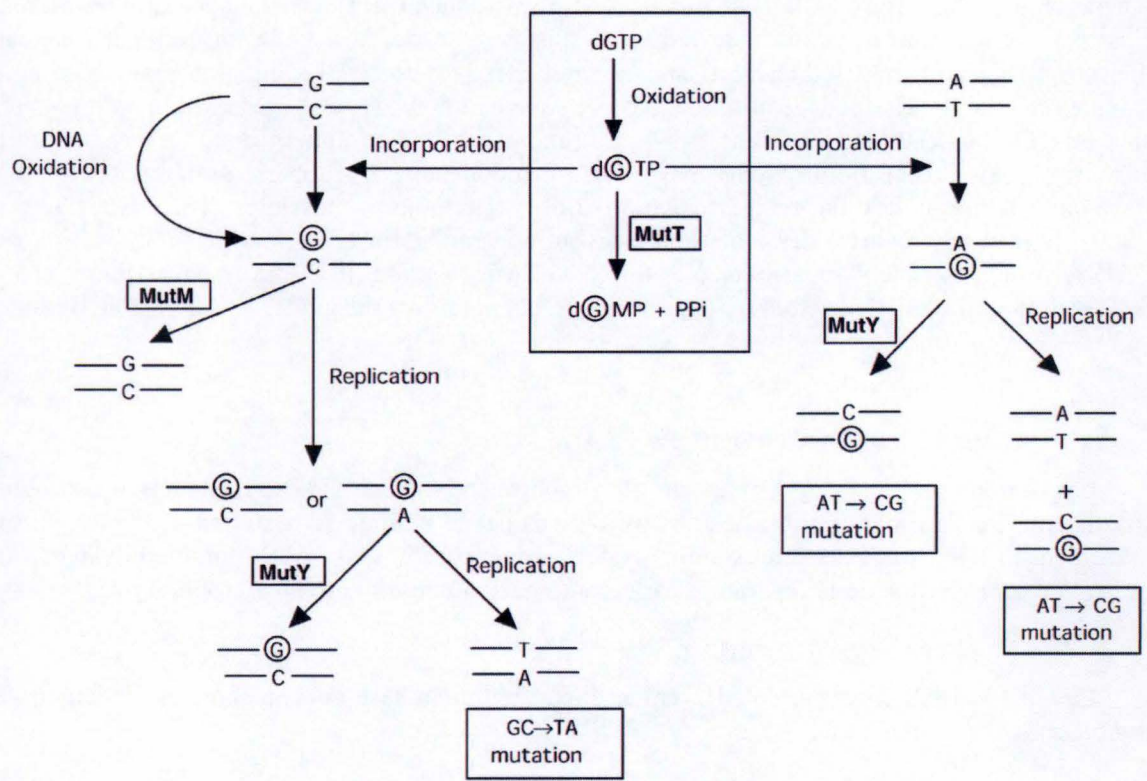 DNA
Oxidation
G
C
Incorporation
G
C
MutM
G
C
Replication
G
C
or
G
A
MutY
Replication
G
C
T
A
GC→TA
mutation
dGTP
Oxidation
dGTP
MutT
dGMP + PPi
Incorporation
A
T
A
G
MutY
Replication
C
G
AT→ CG
mutation
A
T
+
C
G
AT→ CG
mutation